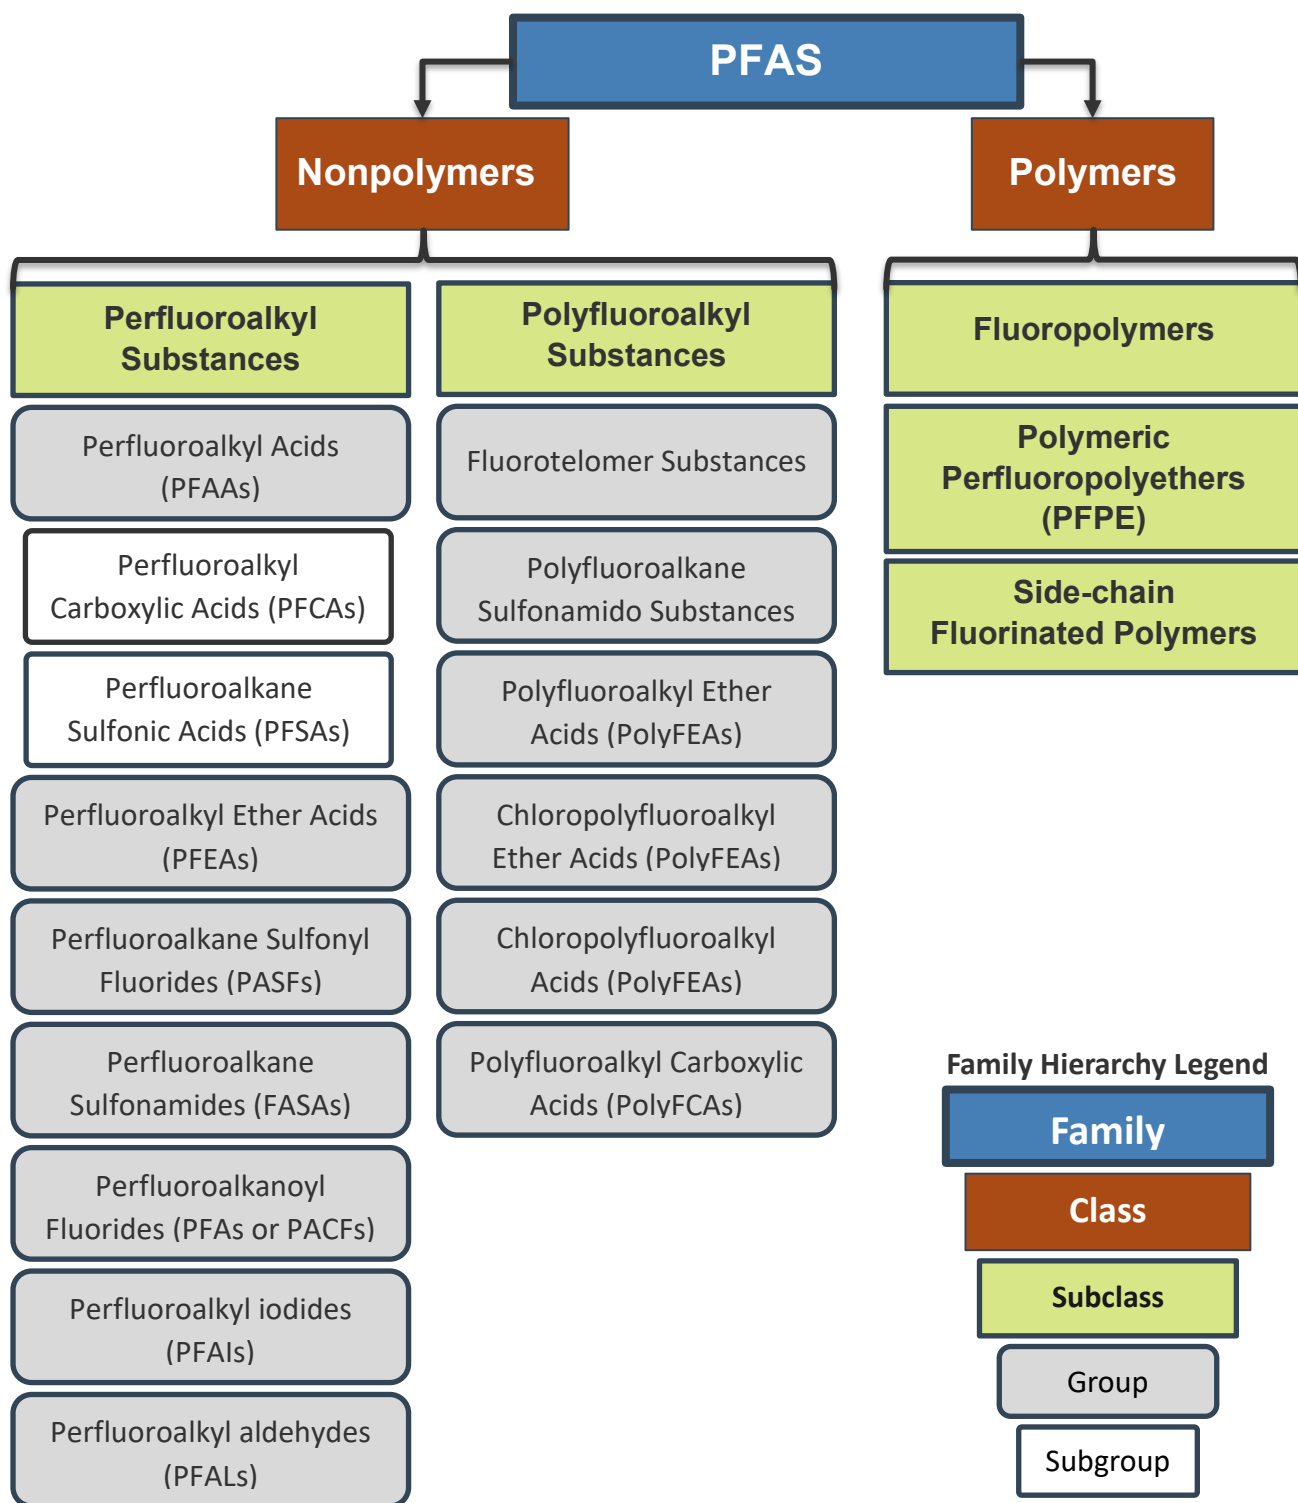 PFAS
Nonpolymers
Polymers
Perfluoroalkyl
Substances
Perfluoroalkyl Acids
(PFAAs)
Perfluoroalkyl
Carboxylic Acids (PFCAs)
Perfluoroalkane
Sulfonic Acids (PFSAs)
Perfluoroalkyl Ether Acids
(PFEAs)
Perfluoroalkane Sulfonyl
Fluorides (PASFs)
Perfluoroalkane
Sulfonamides (FASAs)
Perfluoroalkanoyl
Fluorides (PFAs or PACFs)
Perfluoroalkyl iodides
(PFAIs)
Perfluoroalkyl aldehydes
(PFALs)
Polyfluoroalkyl
Substances
Fluorotelomer Substances
Polyfluoroalkane
Sulfonamido Substances
Polyfluoroalkyl Ether
Acids (PolyFEAs)
Chloropolyfluoroalkyl
Ether Acids (PolyFEAs)
Chloropolyfluoroalkyl
Acids (PolyFEAs)
Polyfluoroalkyl Carboxylic
Acids (PolyFCAs)
Fluoropolymers
Polymeric
Perfluoropolyethers
(PFPE)
Side-chain
Fluorinated Polymers
Family Hierarchy Legend
Family
Class
Subclass
Group
Subgroup